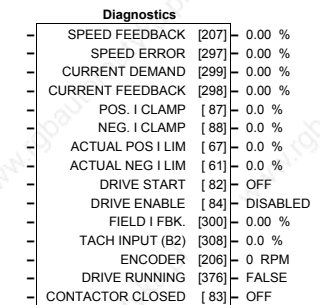 Diagnostics
SPEED FEEDBACK [207] 0.00 %
SPEED ERROR [297] 0.00 %
CURRENT DEMAND [299] 0.00 %
CURRENT FEEDBACK [298] 0.00 %
POS. I CLAMP [ 87] 0.0 %
NEG. I CLAMP [ 88] 0.0 %
ACTUAL POS I LIM [ 67] 0.0 %
ACTUAL NEG I LIM [ 61] 0.0 %
DRIVE START [ 82] OFF
DRIVE ENABLE [ 84] DISABLED
FIELD I FBK. [300] 0.00 %
TACH INPUT (B2) [308] 0.0 %
ENCODER [206] 0 RPM
DRIVE RUNNING [376] FALSE
CONTACTOR CLOSED [ 83] OFF